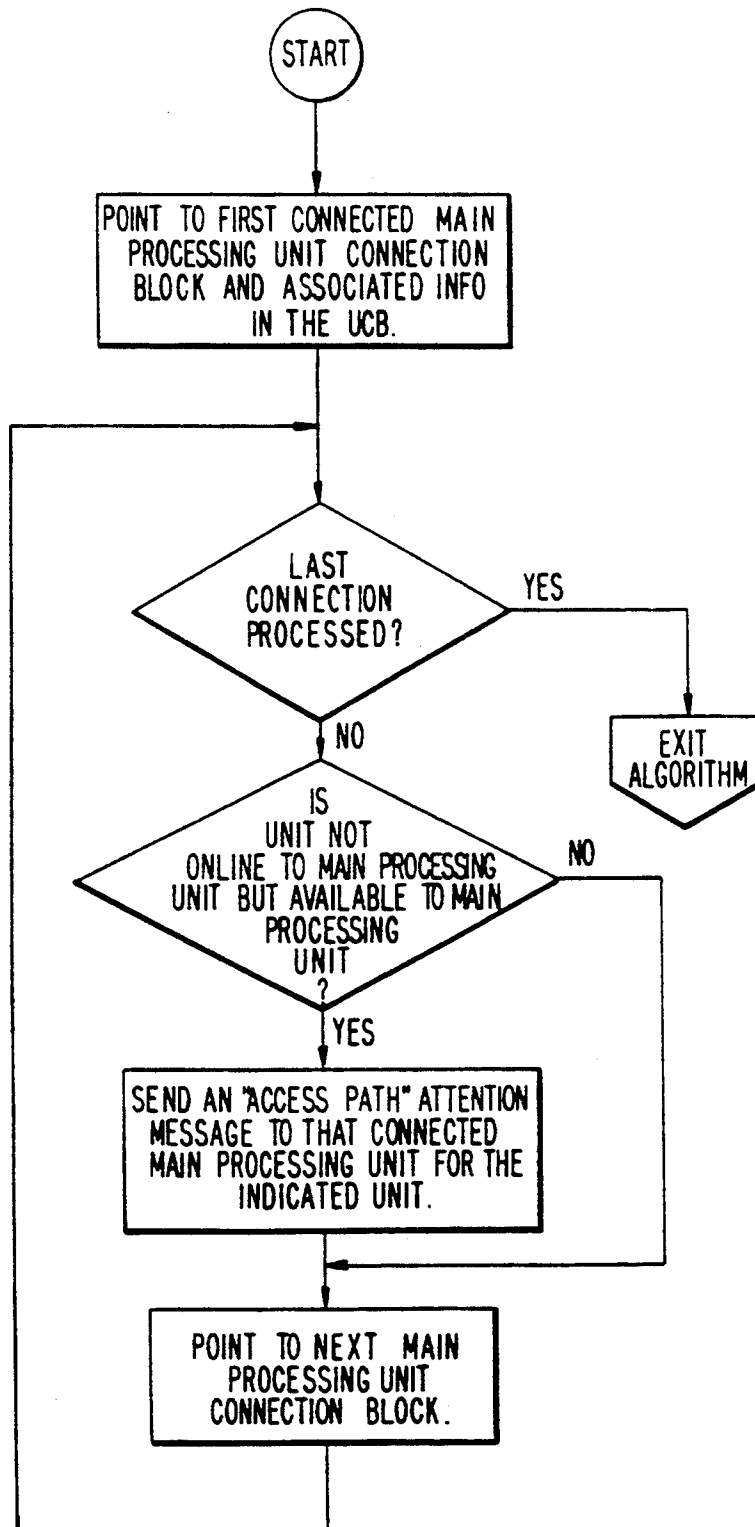 START
POINT TO FIRST CONNECTED MAIN
PROCESSING UNIT CONNECTION
BLOCK AND ASSOCIATED INFO
IN THE UCB.
LAST
CONNECTION
PROCESSED?
YES
NO
EXIT
ALGORITHM
IS
UNIT NOT
ONLINE TO MAIN PROCESSING
UNIT BUT AVAILABLE TO MAIN
PROCESSING
UNIT
?
NO
YES
SEND AN "ACCESS PATH" ATTENTION
MESSAGE TO THAT CONNECTED
MAIN PROCESSING UNIT FOR THE
INDICATED UNIT.
POINT TO NEXT MAIN
PROCESSING UNIT
CONNECTION BLOCK.